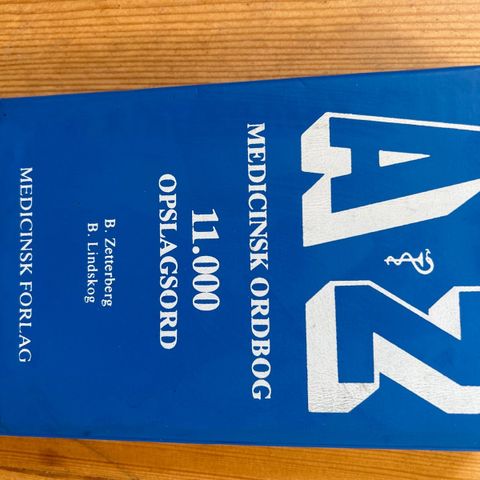 A
Z
MEDICINSK ORDBOG
11.000
OPSLAGSORD
B. Zetterberg
B. Lindskog
MEDICINSK FORLAG